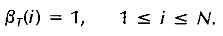 β_T(i) = 1,    1 ≤ i ≤ N.